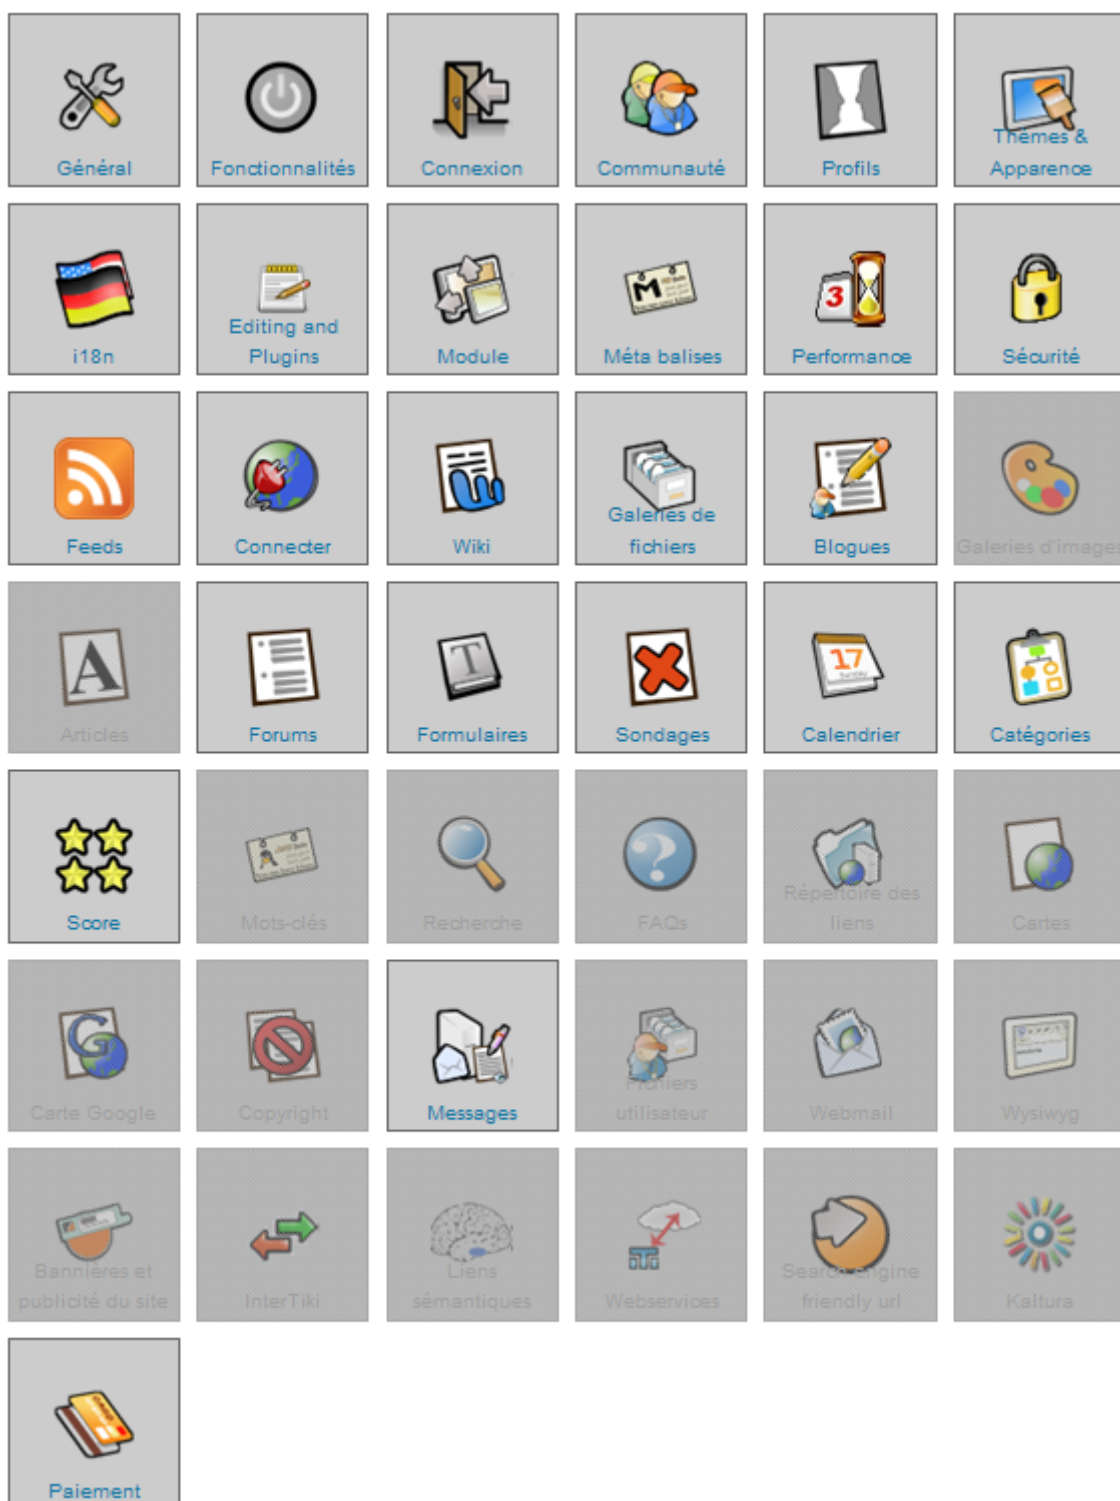 Général
Fonctionnalités
Connexion
Communauté
Profils
Thèmes &
Apparence
i18n
Editing and
Plugins
Module
M
Méta balises
3
Performance
Sécurité
Feeds
Connecter
Wiki
Galeries de
fichiers
Blogues
Galeries d'images
A
Articles
Forums
T
Formulaires
Sondages
17
Sunday
Calendrier
Catégories
Score
Mots-clés
Recherche
?
FAQs
Répertoire des
liens
Cartes
G
Carte Google
Copyright
Messages
Fichiers
utilisateur
Webmail
Wysiwyg
Bannières et
publicité du site
InterTiki
Liens
sémantiques
Webservices
Search engine
friendly url
Kaltura
Paiement